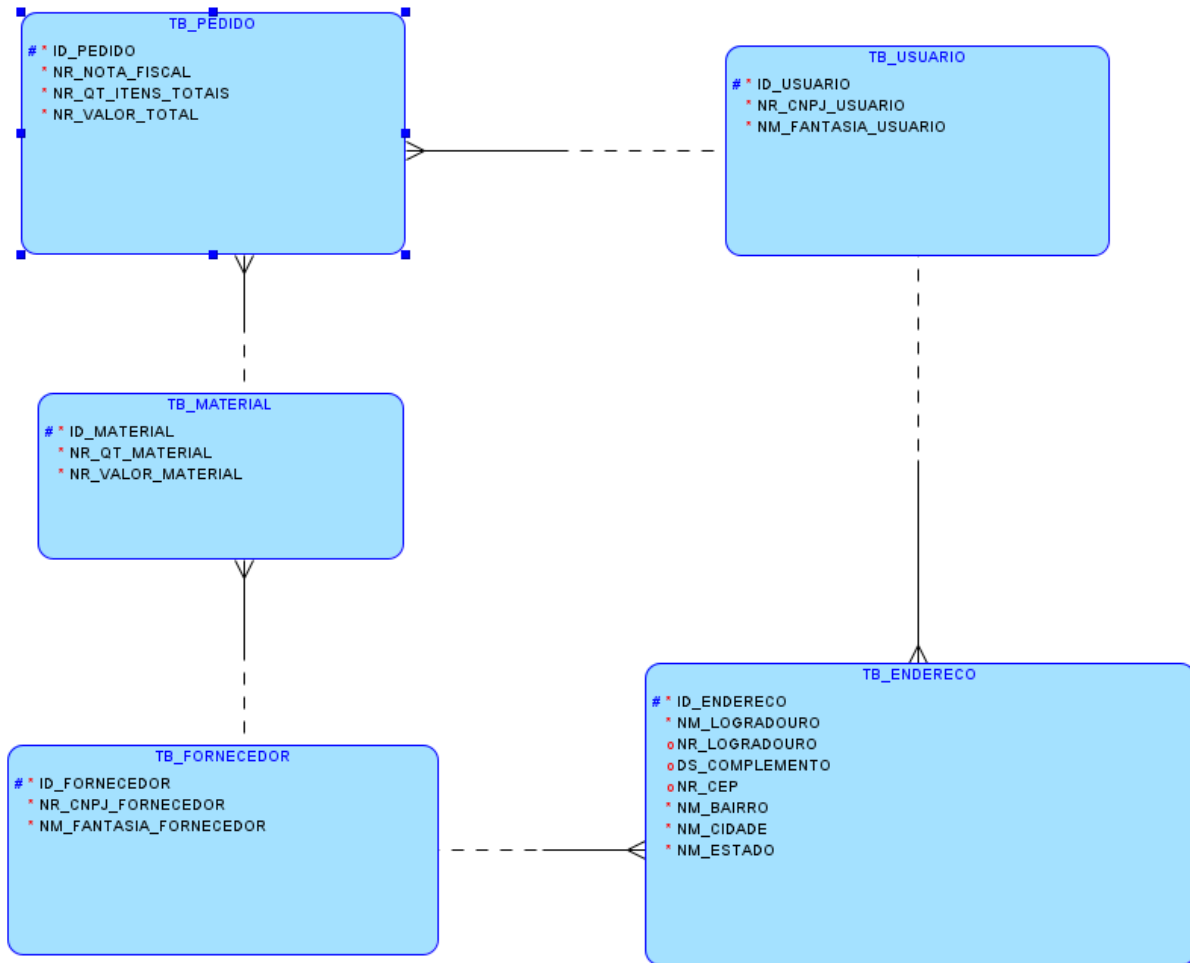 TB_PEDIDO
# * ID_PEDIDO
* NR_NOTA_FISCAL
* NR_QT_ITENS_TOTAIS
* NR_VALOR_TOTAL
TB_USUARIO
# * ID_USUARIO
* NR_CNPJ_USUARIO
* NM_FANTASIA_USUARIO
TB_MATERIAL
# * ID_MATERIAL
* NR_QT_MATERIAL
* NR_VALOR_MATERIAL
TB_FORNECEDOR
# * ID_FORNECEDOR
* NR_CNPJ_FORNECEDOR
* NM_FANTASIA_FORNECEDOR
TB_ENDERECO
# * ID_ENDERECO
* NM_LOGRADOURO
o NR_LOGRADOURO
o DS_COMPLEMENTO
o NR_CEP
* NM_BAIRRO
* NM_CIDADE
* NM_ESTADO